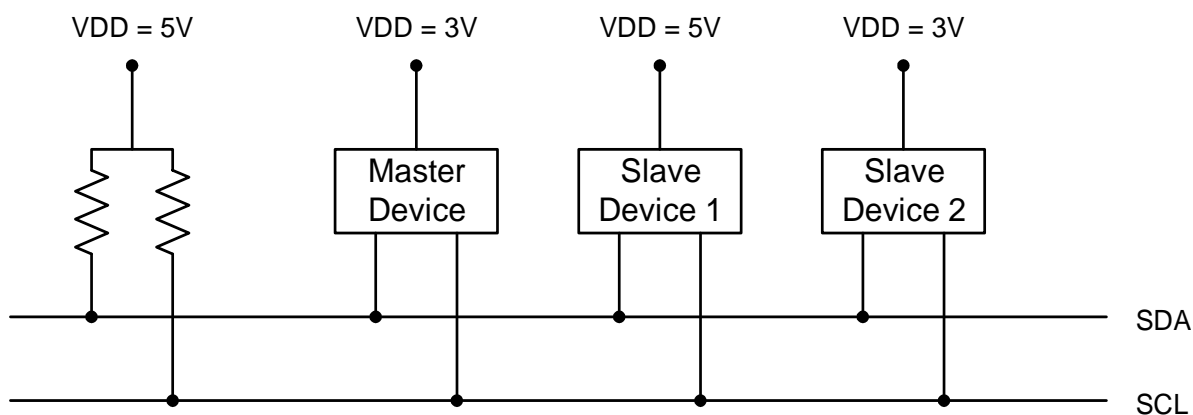 VDD = 5V
VDD = 3V
VDD = 5V
VDD = 3V
Master
Device
Slave
Device 1
Slave
Device 2
SDA
SCL